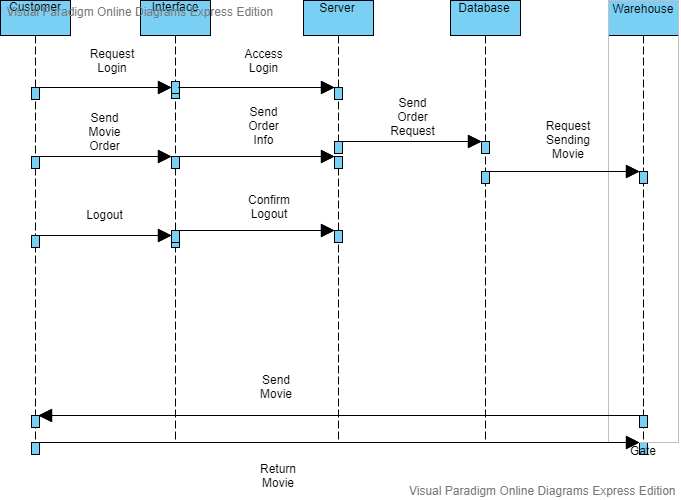 Customer
Interface
Server
Database
Warehouse
Visual Paradigm Online Diagrams Express Edition
Request
Login
Access
Login
Send
Movie
Order
Send
Order
Info
Send
Order
Request
Request
Sending
Movie
Logout
Confirm
Logout
Send
Movie
Gate
Return
Movie
Visual Paradigm Online Diagrams Express Edition